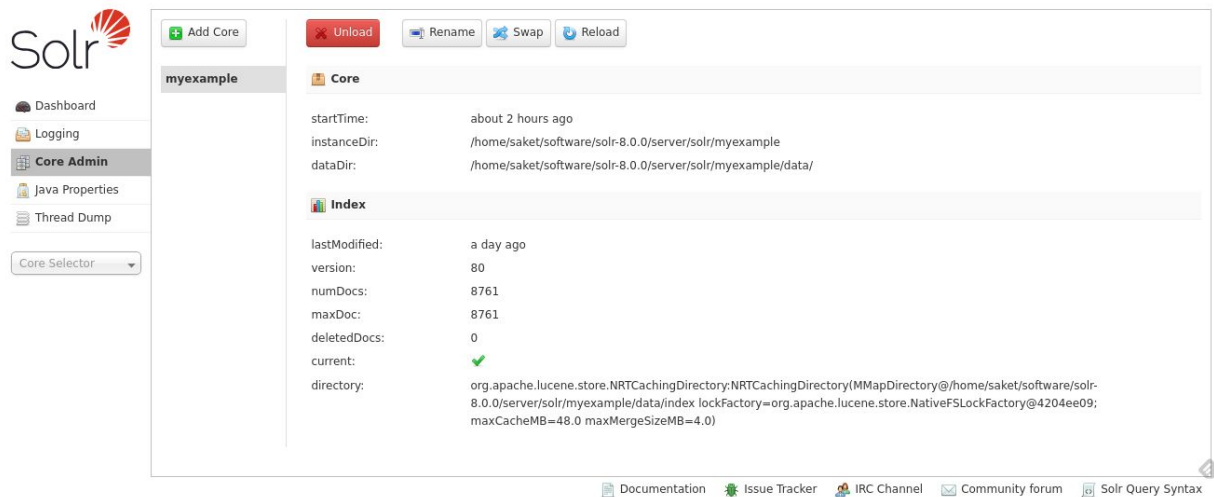 Solr
Dashboard
Logging
Core Admin
Java Properties
Thread Dump
Core Selector
Add Core
myexample
Unload Rename Swap Reload
Core
startTime: about 2 hours ago
instanceDir: /home/saket/software/solr-8.0.0/server/solr/myexample
dataDir: /home/saket/software/solr-8.0.0/server/solr/myexample/data/
Index
lastModified: a day ago
version: 80
numDocs: 8761
maxDoc: 8761
deletedDocs: 0
current:
directory: org.apache.lucene.store.NRTCachingDirectory:NRTCachingDirectory(MMapDirectory@/home/saket/software/solr-
8.0.0/server/solr/myexample/data/index lockFactory=org.apache.lucene.store.NativeFSLockFactory@4204ee09;
maxCacheMB=48.0 maxMergeSizeMB=4.0)
Documentation Issue Tracker IRC Channel Community forum Solr Query Syntax